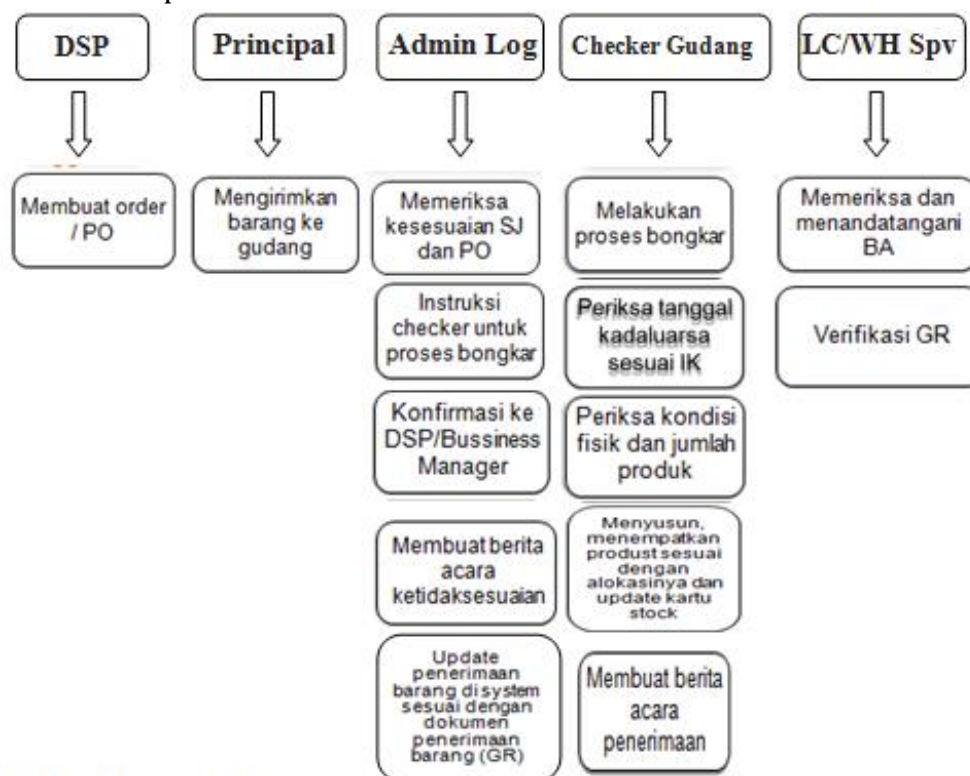 DSP
Principal
Admin Log
Checker Gudang
LC/WH Spv
Membuat order
/ PO
Mengirimkan
barang ke
gudang
Memeriksa
kesesuaian SJ
dan PO
Instruksi
checker untuk
proses bongkar
Konfirmasi ke
DSP/Bussiness
Manager
Membuat berita
acara
ketidaksesuaian
Update
penerimaan
barang di system
sesuai dengan
dokumen
penerimaan
barang (GR)
Melakukan
proses bongkar
Periksa tanggal
kadaluarsa
sesuai IK
Periksa kondisi
fisik dan jumlah
produk
Menyusun,
menempatkan
produst sesuai
dengan
alokasinya dan
update kartu
stock
Membuat berita
acara
penerimaan
Memeriksa dan
menandatangani
BA
Verifikasi GR